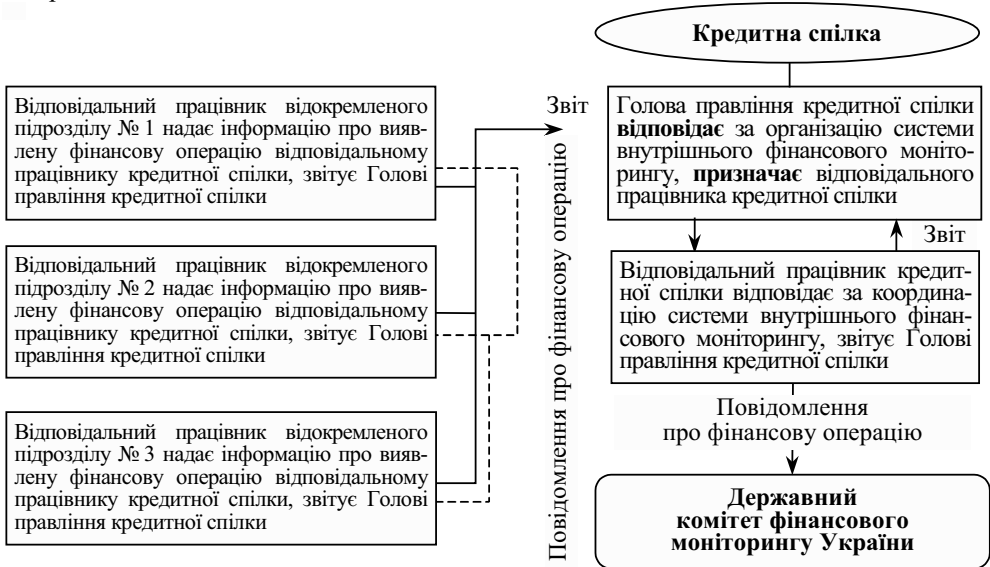 Кредитна спілка
Відповідальний працівник відокремленого
підрозділу № 1 надає інформацію про вияв-
лену фінансову операцію відповідальному
працівнику кредитної спілки, звітує Голові
правління кредитної спілки
Відповідальний працівник відокремленого
підрозділу № 2 надає інформацію про вияв-
лену фінансову операцію відповідальному
працівнику кредитної спілки, звітує Голові
правління кредитної спілки
Відповідальний працівник відокремленого
підрозділу № 3 надає інформацію про вияв-
лену фінансову операцію відповідальному
працівнику кредитної спілки, звітує Голові
правління кредитної спілки
Звіт
Повідомлення про фінансову операцію
Голова правління кредитної спілки
відповідає за організацію системи
внутрішнього фінансового моніто-
рингу, призначає відповідального
працівника кредитної спілки
Звіт
Відповідальний працівник кредит-
ної спілки відповідає за координа-
цію системи внутрішнього фінан-
сового моніторингу, звітує Голові
правління кредитної спілки
Повідомлення
про фінансову операцію
Державний
комітет фінансового
моніторингу України